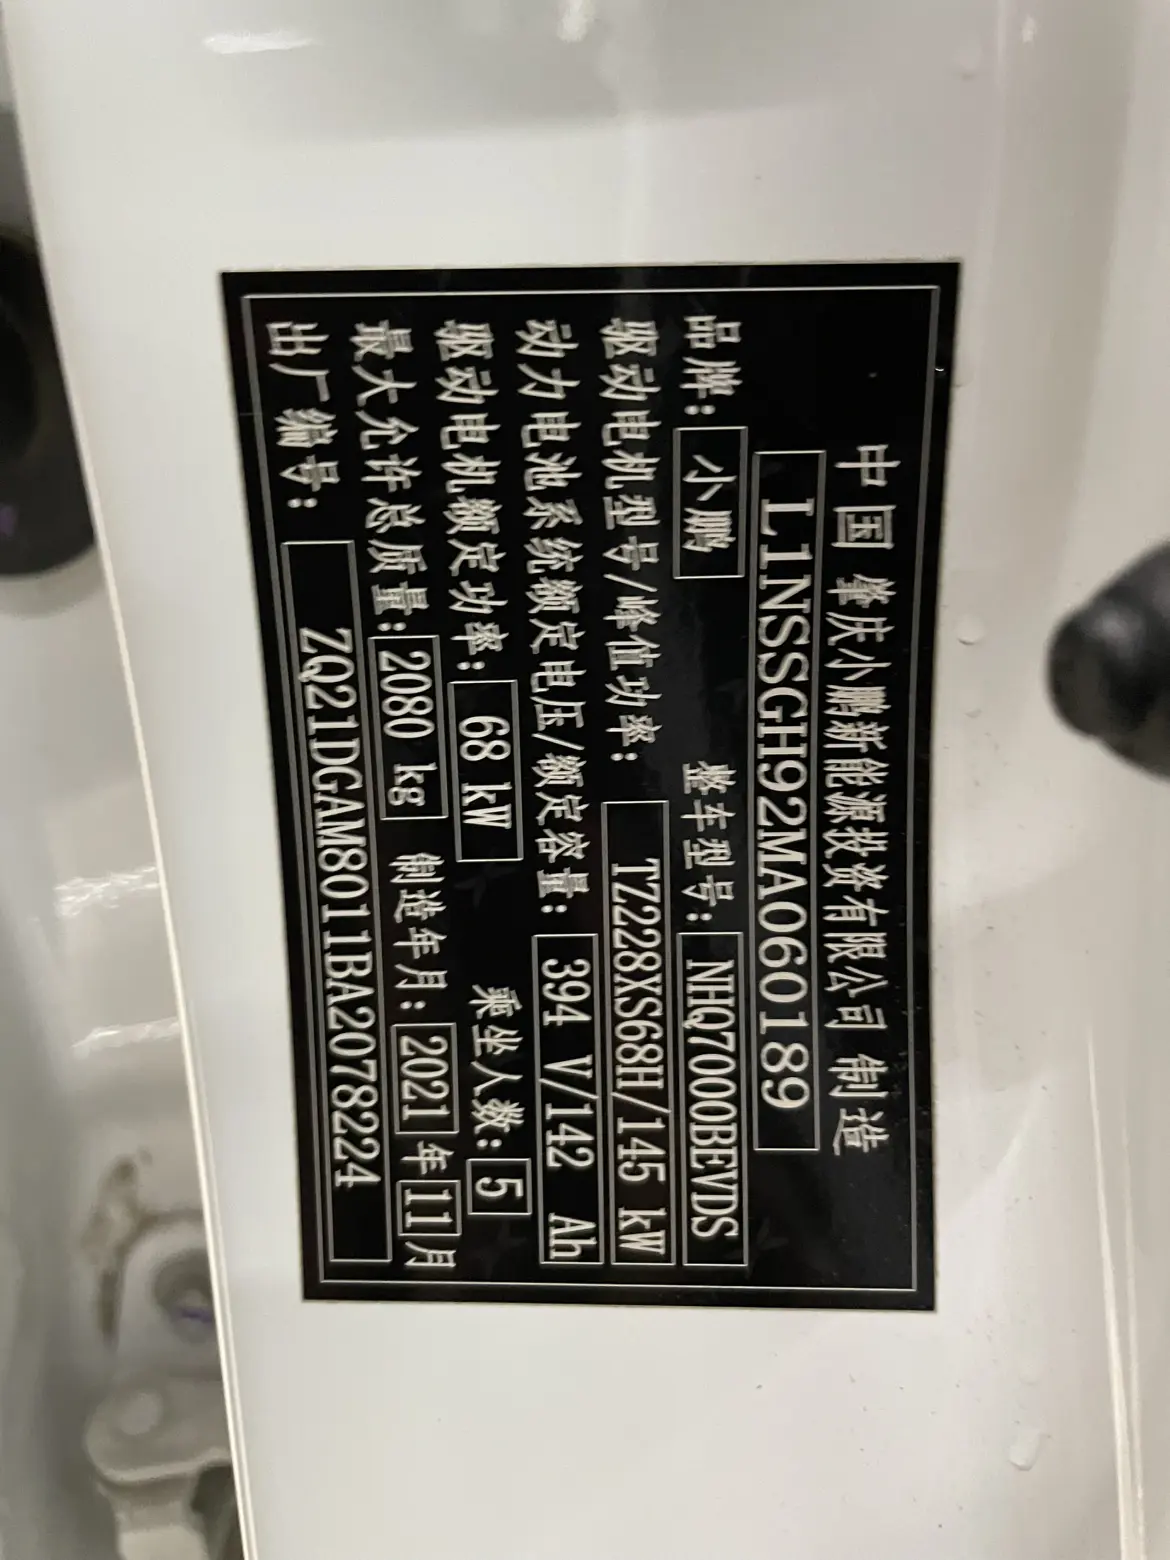 中国 肇庆小鹏新能源投资有限公司 制造
L1NSSGH92MA060189
品牌: 小鹏 整车型号: NHQ7000BEVDS
驱动电机型号/峰值功率: TZ228XS68H/145 kW
动力电池系统额定电压/额定容量: 394 V/142 Ah
驱动电机额定功率: 68 kW 乘坐人数: 5
最大允许总质量: 2080 kg 制造年月: 2021 年 11 月
出厂编号: ZQ21DGAM8011BA2078224